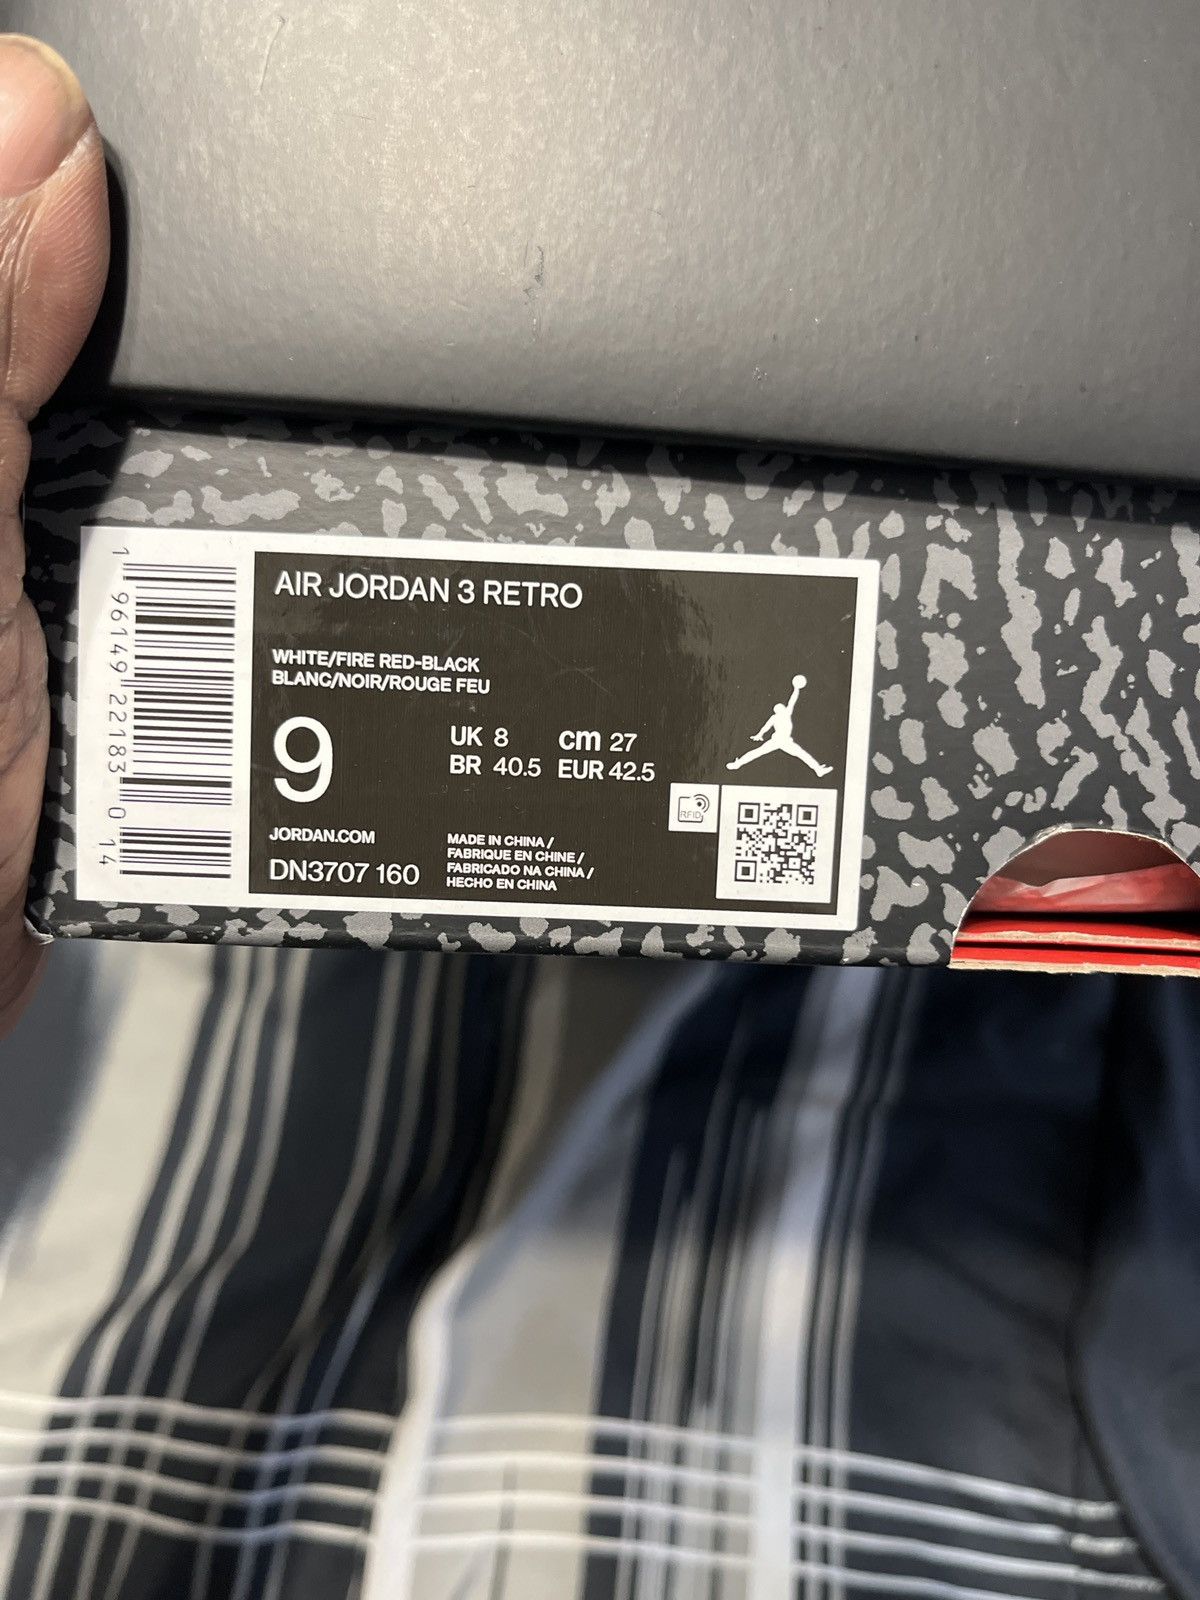 AIR JORDAN 3 RETRO
WHITE/FIRE RED-BLACK
BLANC/NOIR/ROUGE FEU
9
UK 8 cm 27
BR 40.5 EUR 42.5
JORDAN.COM
DN3707 160
MADE IN CHINA /
FABRIQUE EN CHINE /
FABRICADO NA CHINA /
HECHO EN CHINA
RFID
1 96149 22183 0 14